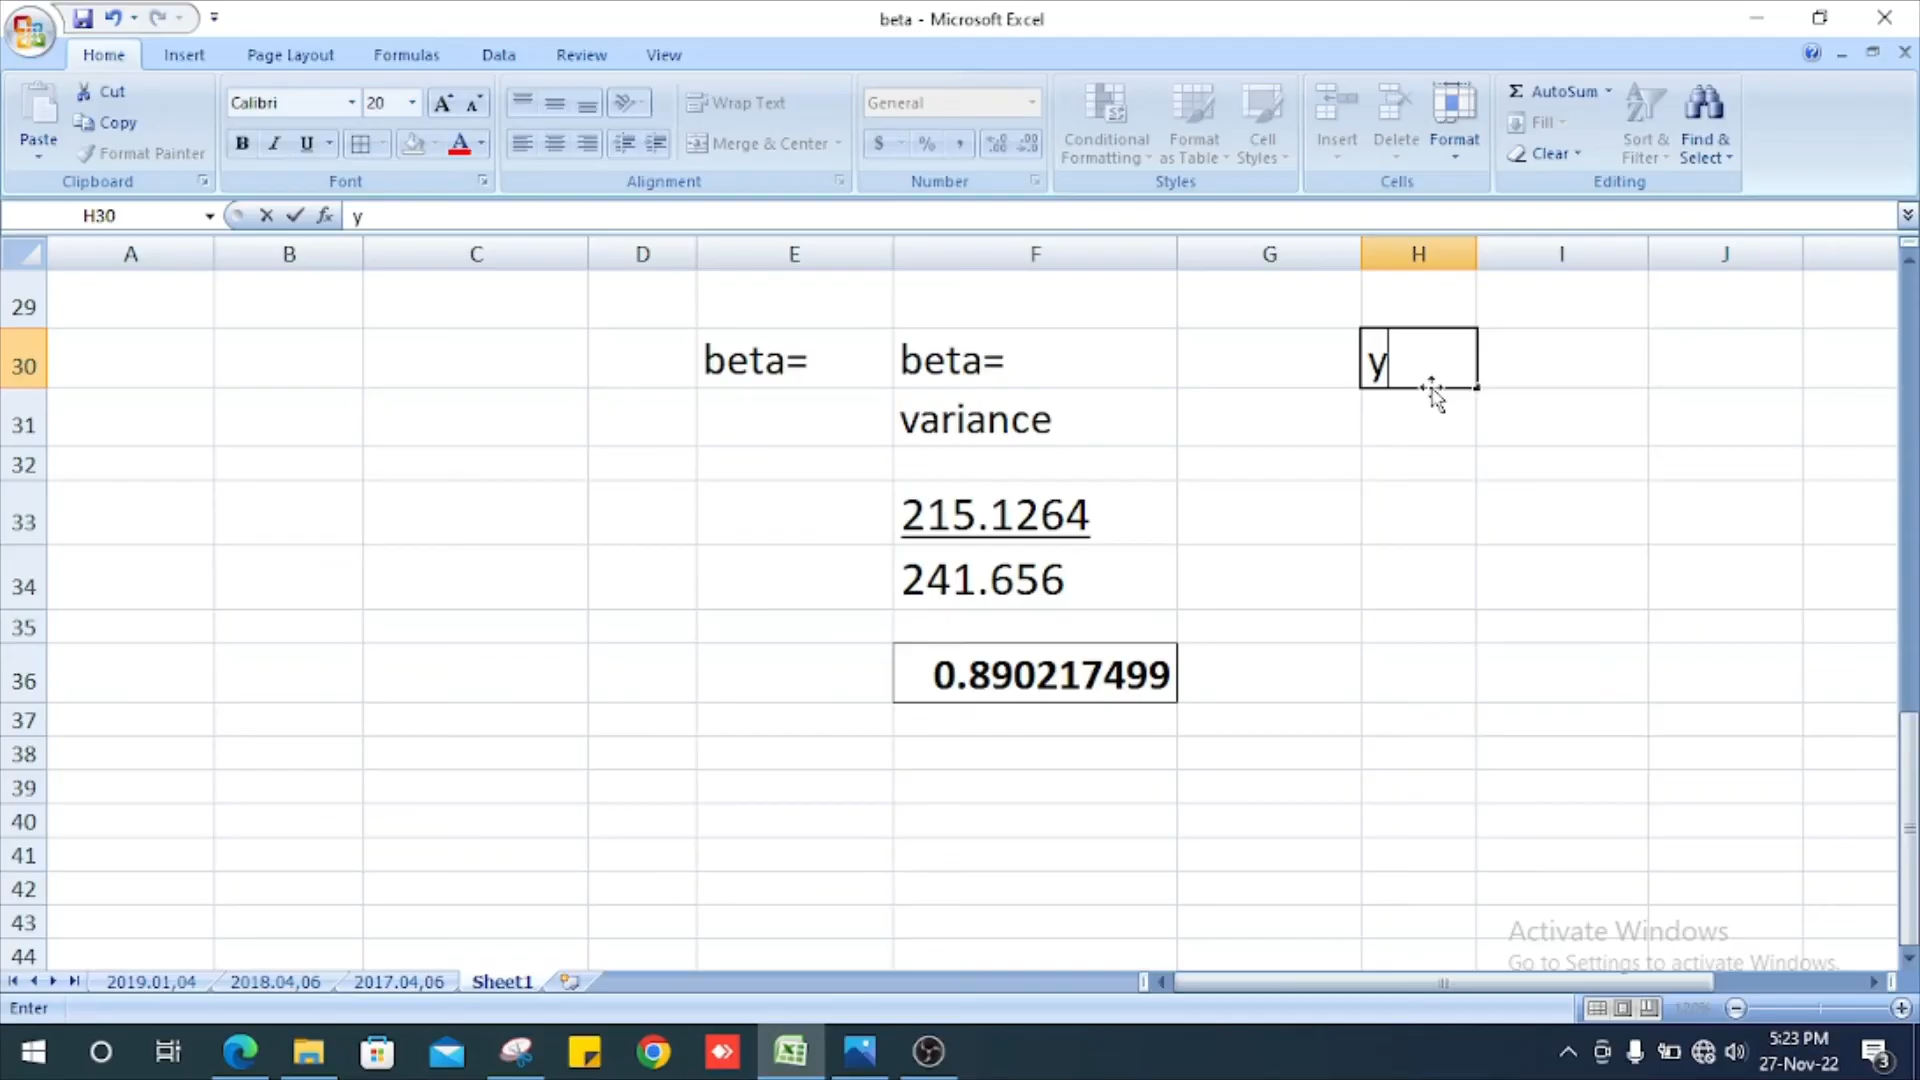 beta - Microsoft Excel
Home Insert Page Layout Formulas Data Review View
Paste
Cut
Copy
Format Painter
Clipboard
Calibri 20
B I U
Font
Wrap Text
Merge & Center
Alignment
General
$ % ,
Number
Conditional Formatting
Format as Table
Cell Styles
Styles
Insert Delete Format
Cells
Σ AutoSum
Fill
Clear
Sort & Filter
Find & Select
Editing
H30 fx y
A B C D E F G H I J
29
30 beta= beta= y
31 variance
32
33 215.1264
34 241.656
35
36 0.890217499
37
38
39
40
41
42
43
44
Activate Windows
Go to Settings to activate Windows.
2019.01,04 2018.04,06 2017.04,06 Sheet1
Enter
5:23 PM
27-Nov-22
3